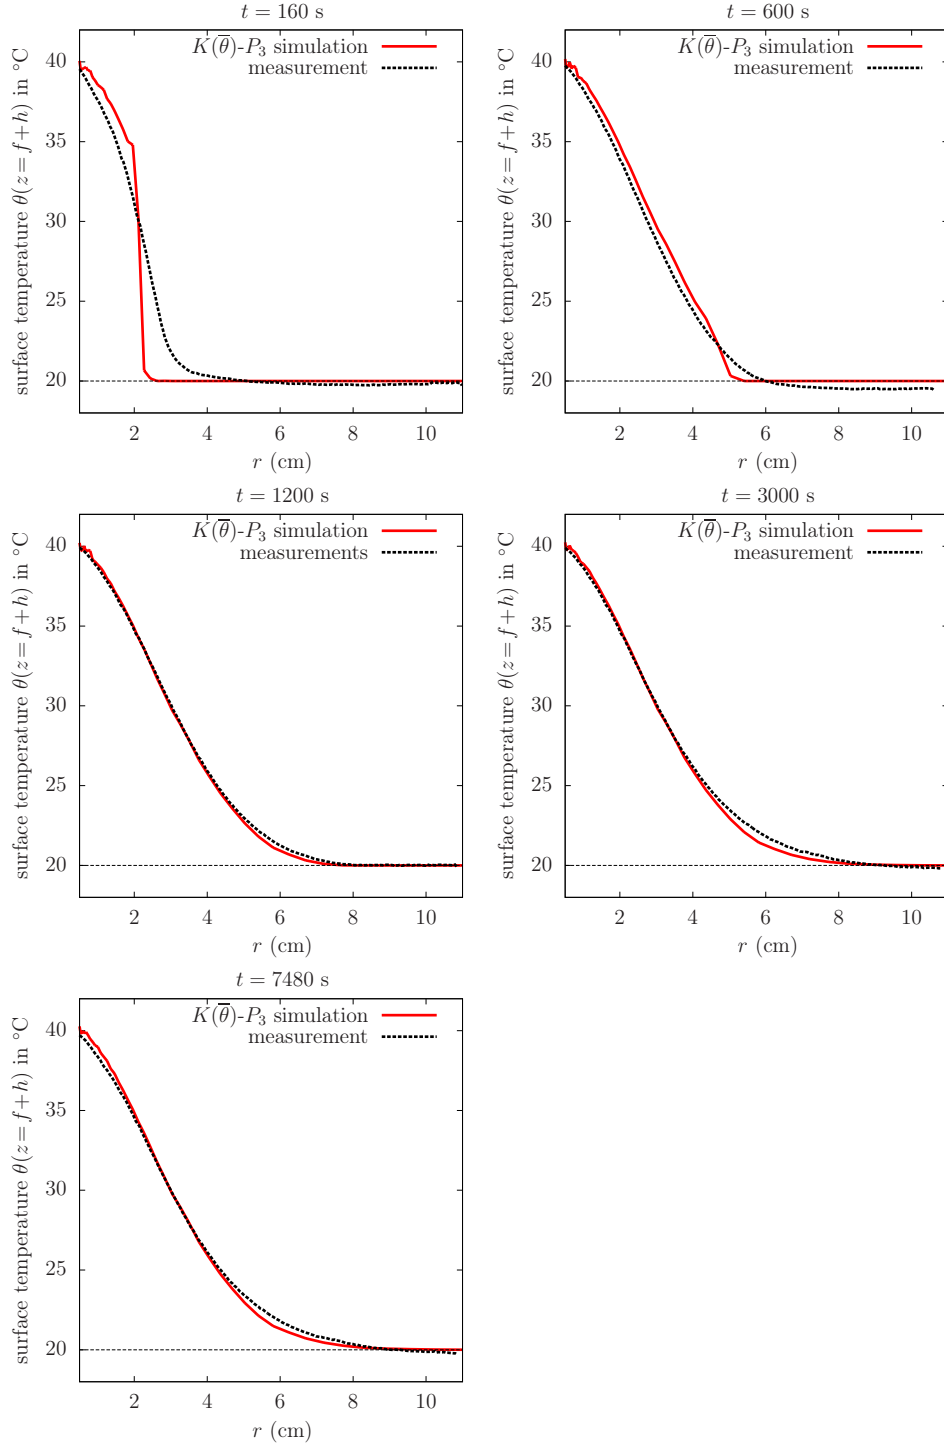 t = 160 s
K(θ̅)-P₃ simulation
measurement
surface temperature θ(z = f + h) in °C
40
35
30
25
20
2 4 6 8 10
r (cm)
t = 600 s
K(θ̅)-P₃ simulation
measurement
surface temperature θ(z = f + h) in °C
40
35
30
25
20
2 4 6 8 10
r (cm)
t = 1200 s
K(θ̅)-P₃ simulation
measurements
surface temperature θ(z = f + h) in °C
40
35
30
25
20
2 4 6 8 10
r (cm)
t = 3000 s
K(θ̅)-P₃ simulation
measurement
surface temperature θ(z = f + h) in °C
40
35
30
25
20
2 4 6 8 10
r (cm)
t = 7480 s
K(θ̅)-P₃ simulation
measurement
surface temperature θ(z = f + h) in °C
40
35
30
25
20
2 4 6 8 10
r (cm)